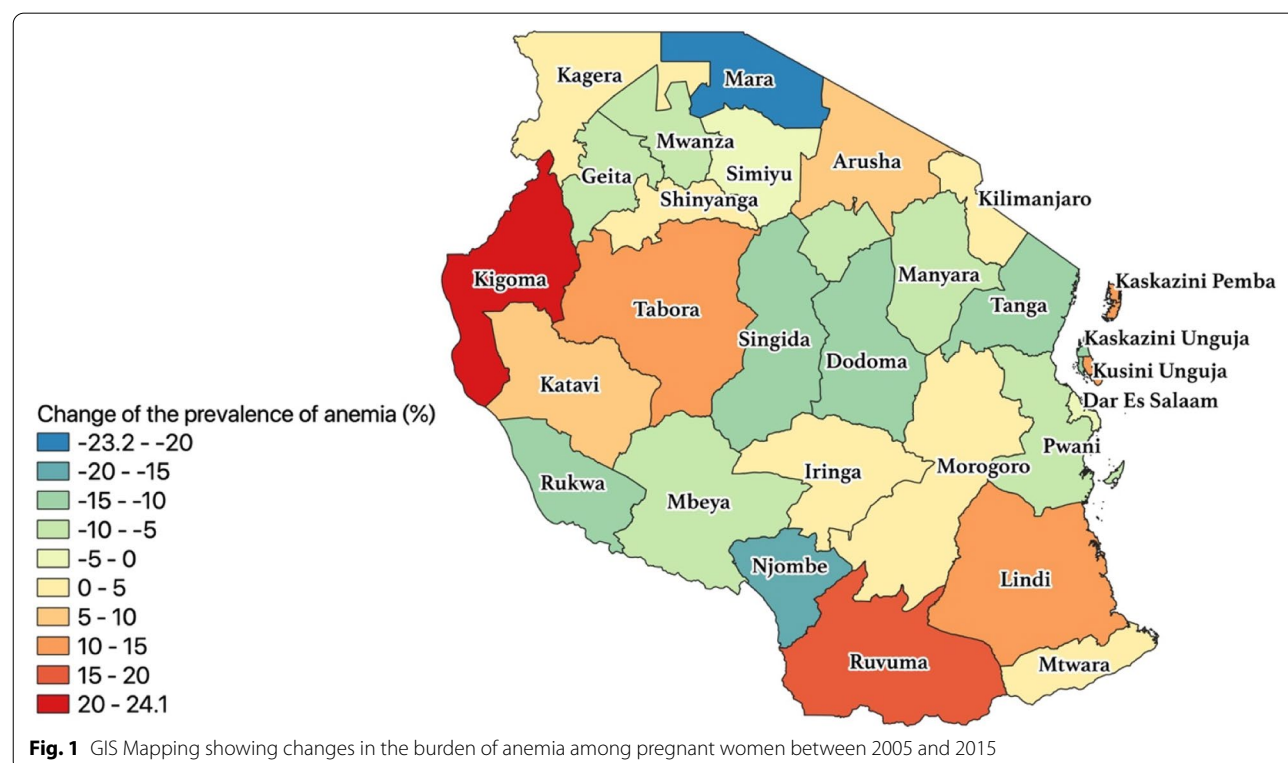 Kagera
Mara
Mwanza
Geita
Simiyu
Arusha
Shinyanga
Kilimanjaro
Kigoma
Manyara
Kaskazini Pemba
Tabora
Tanga
Singida
Kaskazini Unguja
Dodoma
Kusini Unguja
Katavi
Dar Es Salaam
Pwani
Morogoro
Iringa
Rukwa
Mbeya
Njombe
Lindi
Ruvuma
Mtwara
Change of the prevalence of anemia (%)
-23.2 - -20
-20 - -15
-15 - -10
-10 - -5
-5 - 0
0 - 5
5 - 10
10 - 15
15 - 20
20 - 24.1
Fig. 1 GIS Mapping showing changes in the burden of anemia among pregnant women between 2005 and 2015